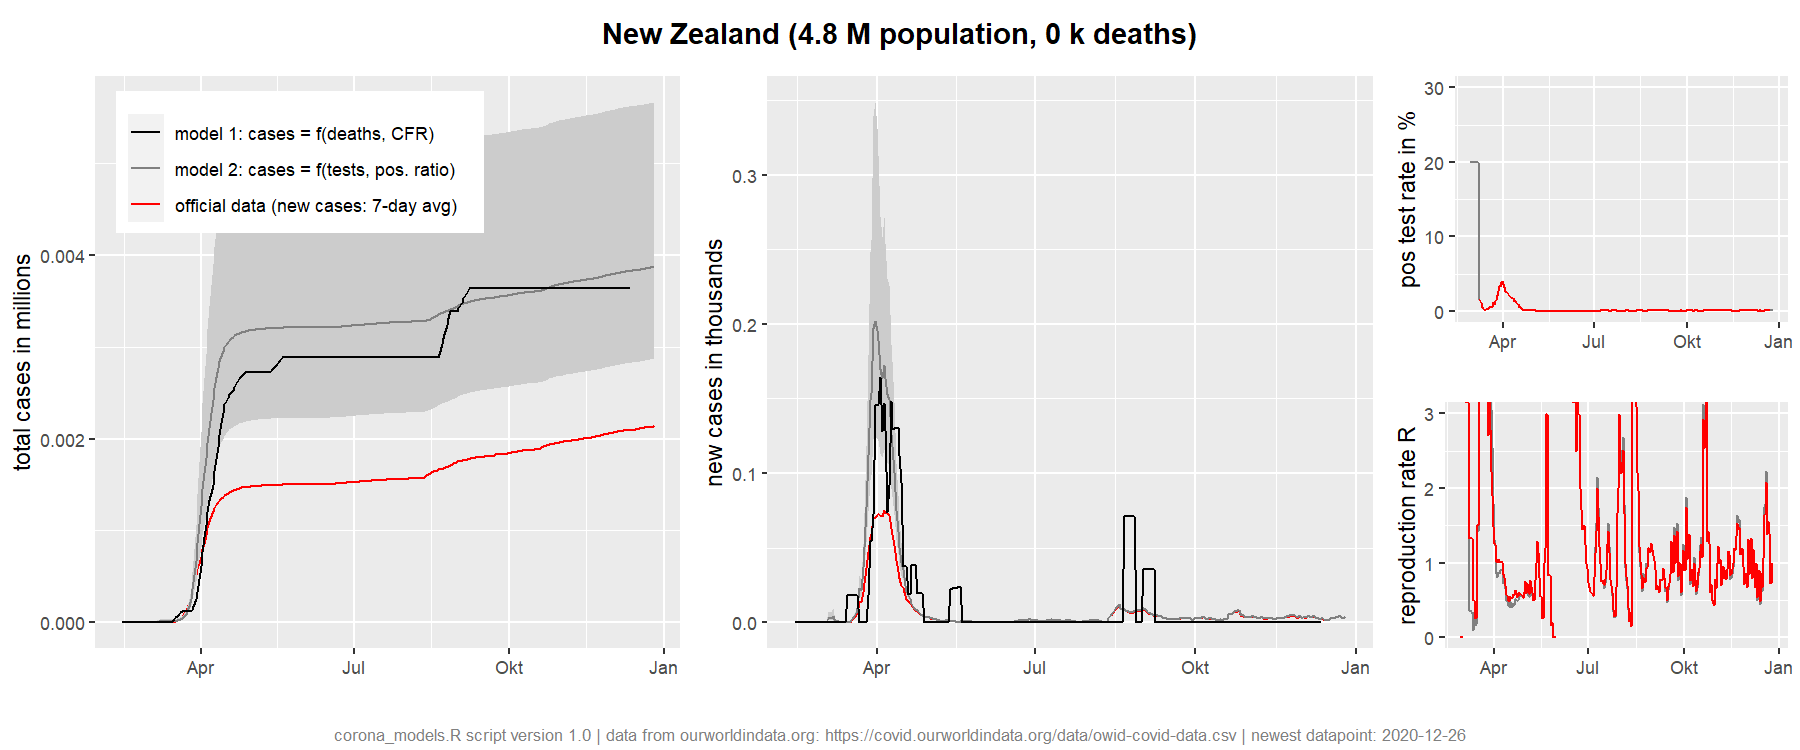 New Zealand (4.8 M population, 0 k deaths)
total cases in millions
0.004
0.002
0.000
model 1: cases = f(deaths, CFR)
model 2: cases = f(tests, pos. ratio)
official data (new cases: 7-day avg)
Apr
Jul
Okt
Jan
new cases in thousands
0.3
0.2
0.1
0.0
Apr
Jul
Okt
Jan
pos test rate in %
30
20
10
0
Apr
Jul
Okt
Jan
reproduction rate R
3
2
1
0
Apr
Jul
Okt
Jan
corona_models.R script version 1.0 | data from ourworldindata.org: https://covid.ourworldindata.org/data/owid-covid-data.csv | newest datapoint: 2020-12-26